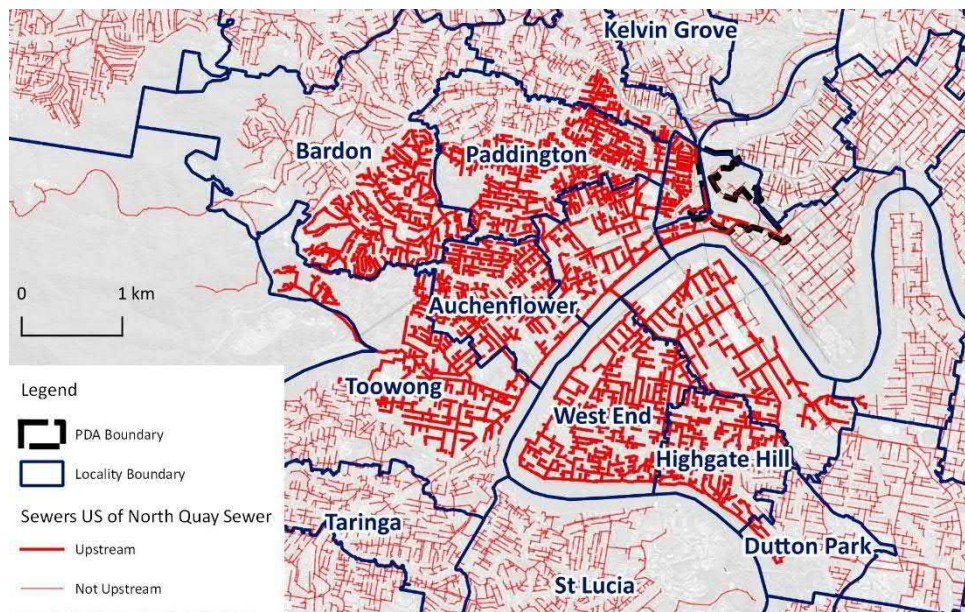 Kelvin Grove
Bardon
Paddington
0 1 km
Auchenflower
Toowong
West End
Highgate Hill
Taringa
Dutton Park
St Lucia
Legend
PDA Boundary
Locality Boundary
Sewers US of North Quay Sewer
Upstream
Not Upstream